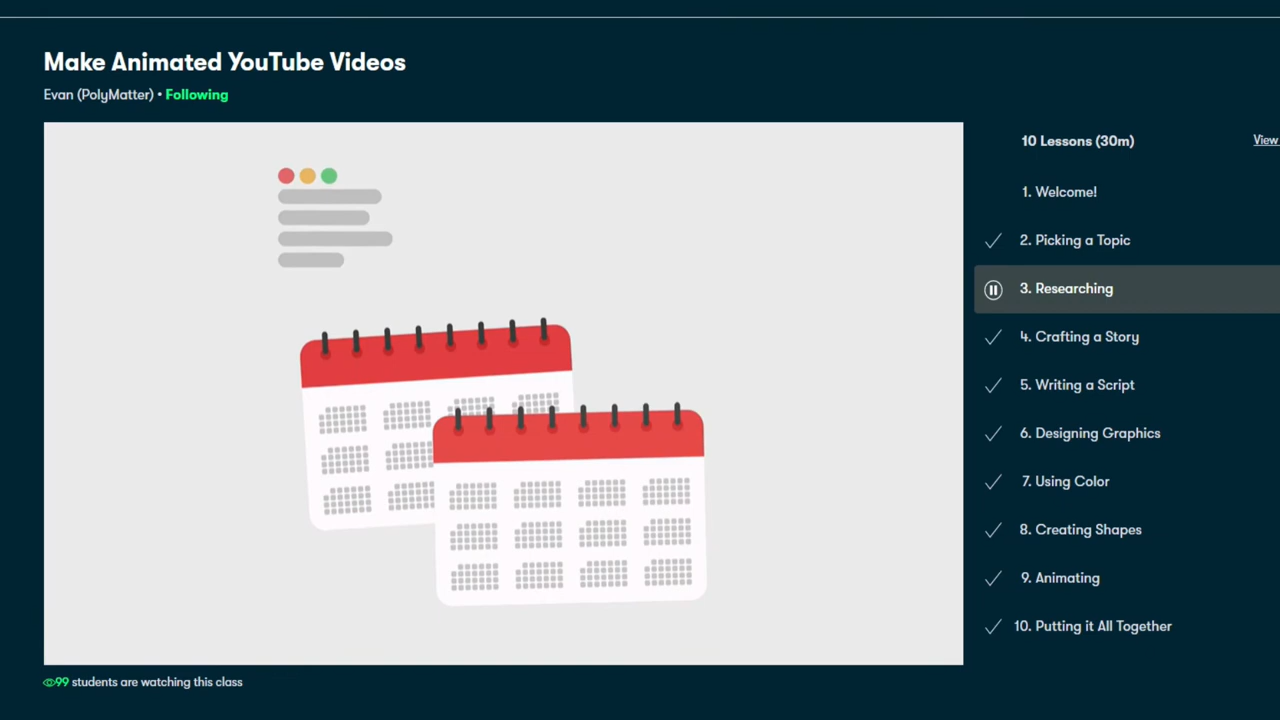 Make Animated YouTube Videos
Evan (PolyMatter) • Following
10 Lessons (30m)
View
1. Welcome!
2. Picking a Topic
3. Researching
4. Crafting a Story
5. Writing a Script
6. Designing Graphics
7. Using Color
8. Creating Shapes
9. Animating
10. Putting it All Together
99 students are watching this class